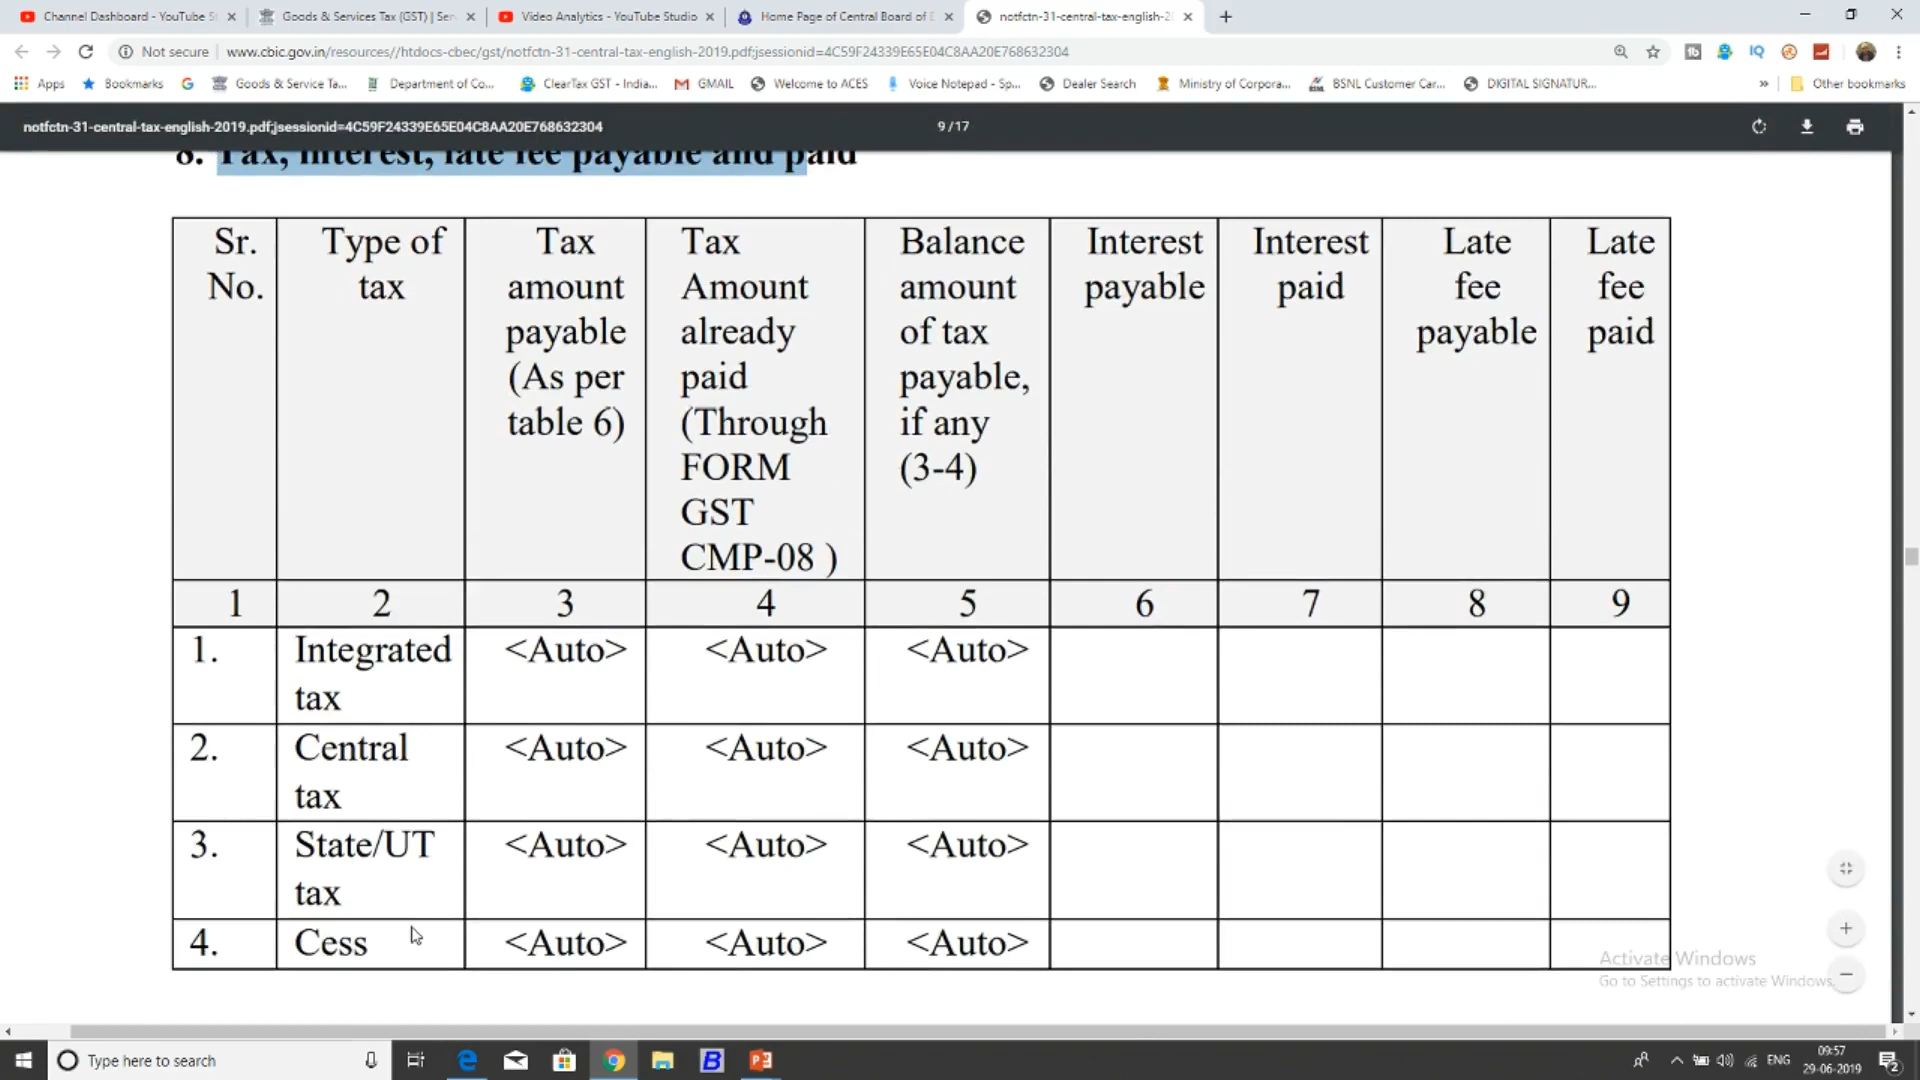 Channel Dashboard - YouTube S
Goods & Services Tax (GST) | Ser
Video Analytics - YouTube Studio
Home Page of Central Board of E
notfctn-31-central-tax-english-2
Not secure
www.cbic.gov.in/resources//htdocs-cbec/gst/notfctn-31-central-tax-english-2019.pdf;jsessionid=4C59F24339E65E04C8AA20E768632304
Apps
Bookmarks
Goods & Service Ta...
Department of Co...
ClearTax GST - India...
GMAIL
Welcome to ACES
Voice Notepad - Sp...
Dealer Search
Ministry of Corpora...
BSNL Customer Car...
DIGITAL SIGNATUR...
Other bookmarks
notfctn-31-central-tax-english-2019.pdf;jsessionid=4C59F24339E65E04C8AA20E768632304
9 / 17
8. Tax, interest, late fee payable and paid
Sr. No.
Type of tax
Tax amount payable (As per table 6)
Tax Amount already paid (Through FORM GST CMP-08 )
Balance amount of tax payable, if any (3-4)
Interest payable
Interest paid
Late fee payable
Late fee paid
1 2 3 4 5 6 7 8 9
1. Integrated tax <Auto> <Auto> <Auto>
2. Central tax <Auto> <Auto> <Auto>
3. State/UT tax <Auto> <Auto> <Auto>
4. Cess <Auto> <Auto> <Auto>
Activate Windows
Go to Settings to activate Windows.
Type here to search
ENG
09:57
29-06-2019